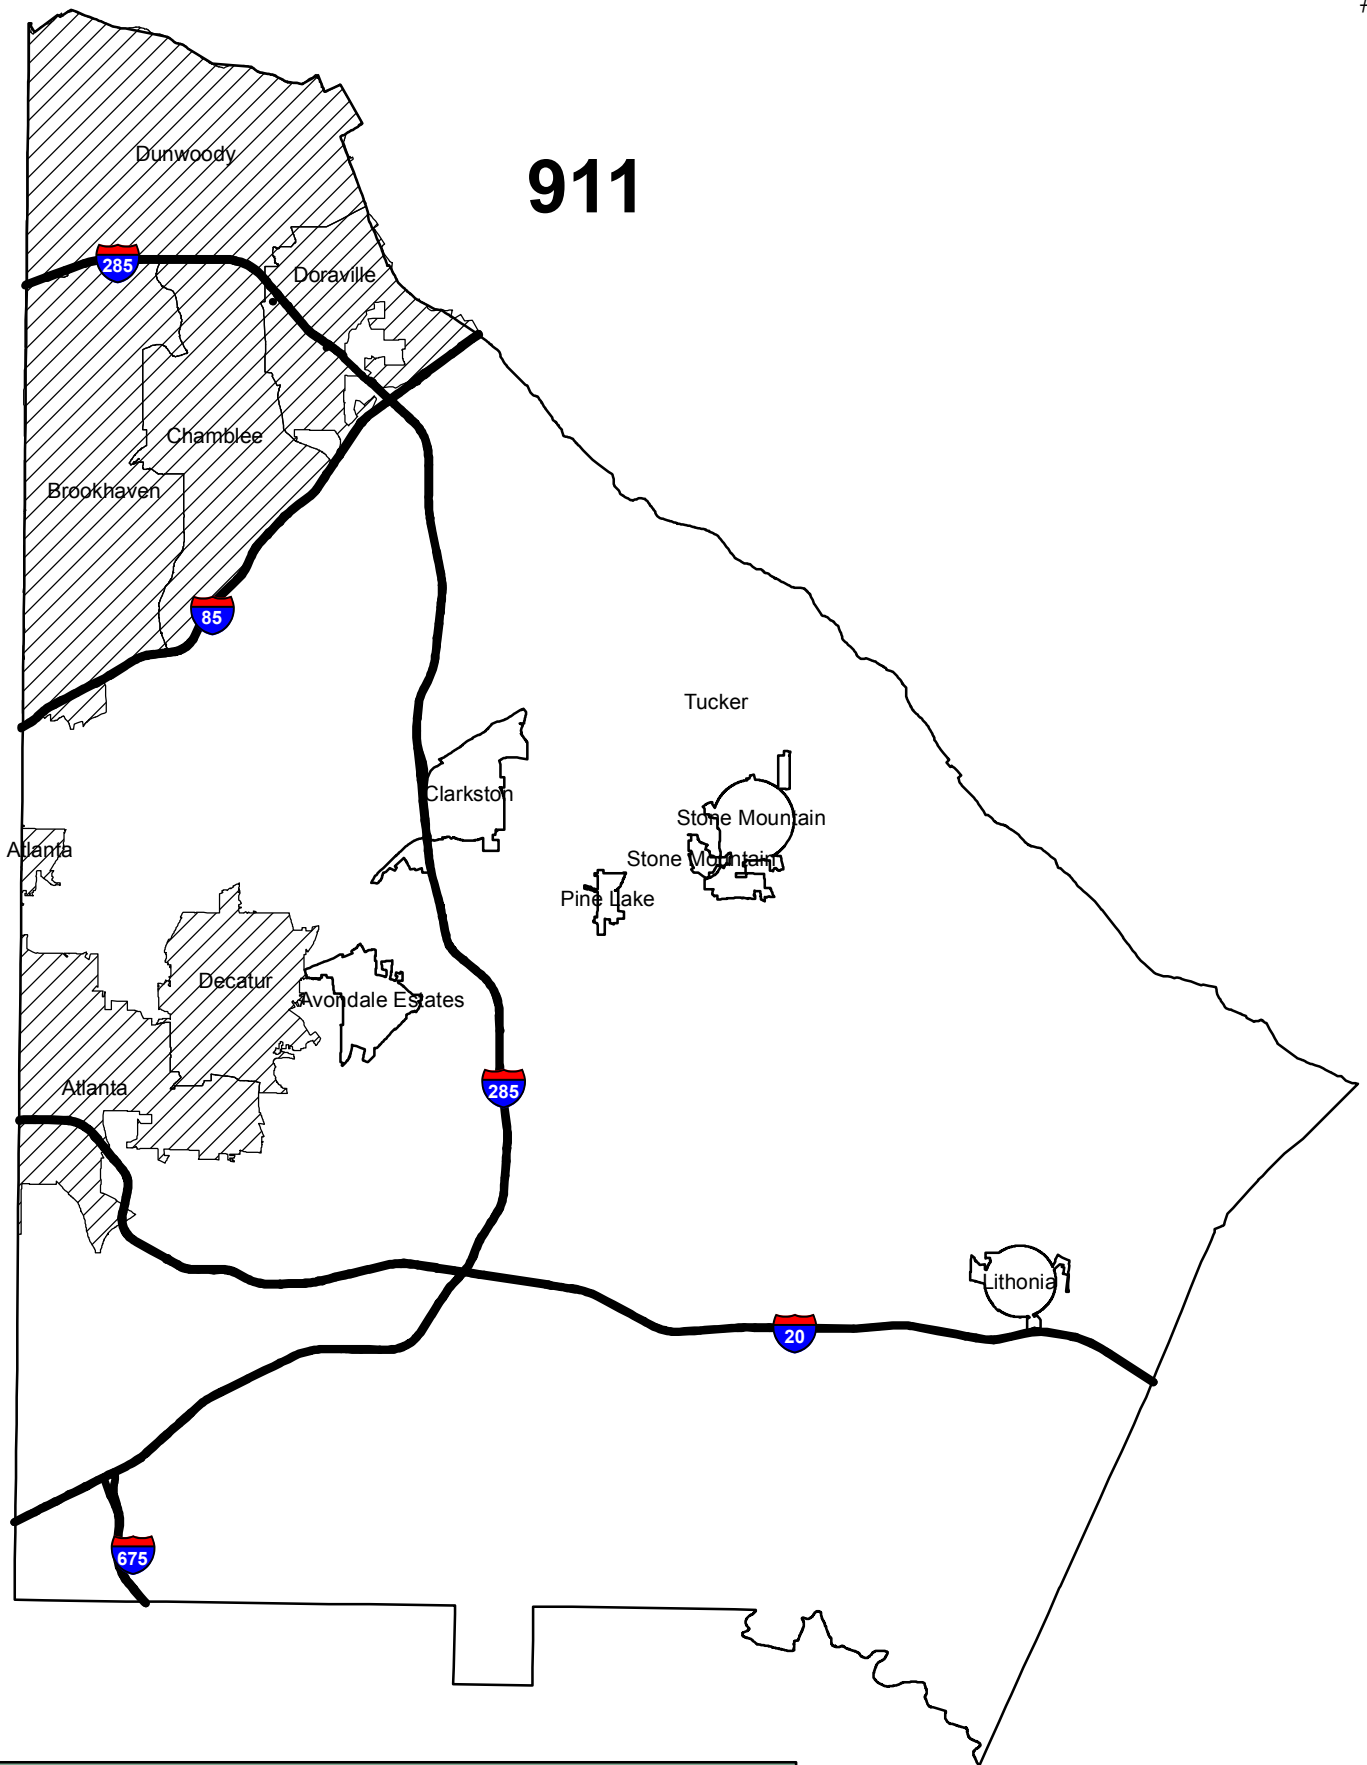 Dunwoody
911
285
Doraville
Chamble​e
Brookhaven
85
Tucker
Clarkston
Stone Mountain
Atlanta
Stone Mountain
Pine Lake
Decatur
Avondale Estates
Atlanta
285
Lithonia
20
675